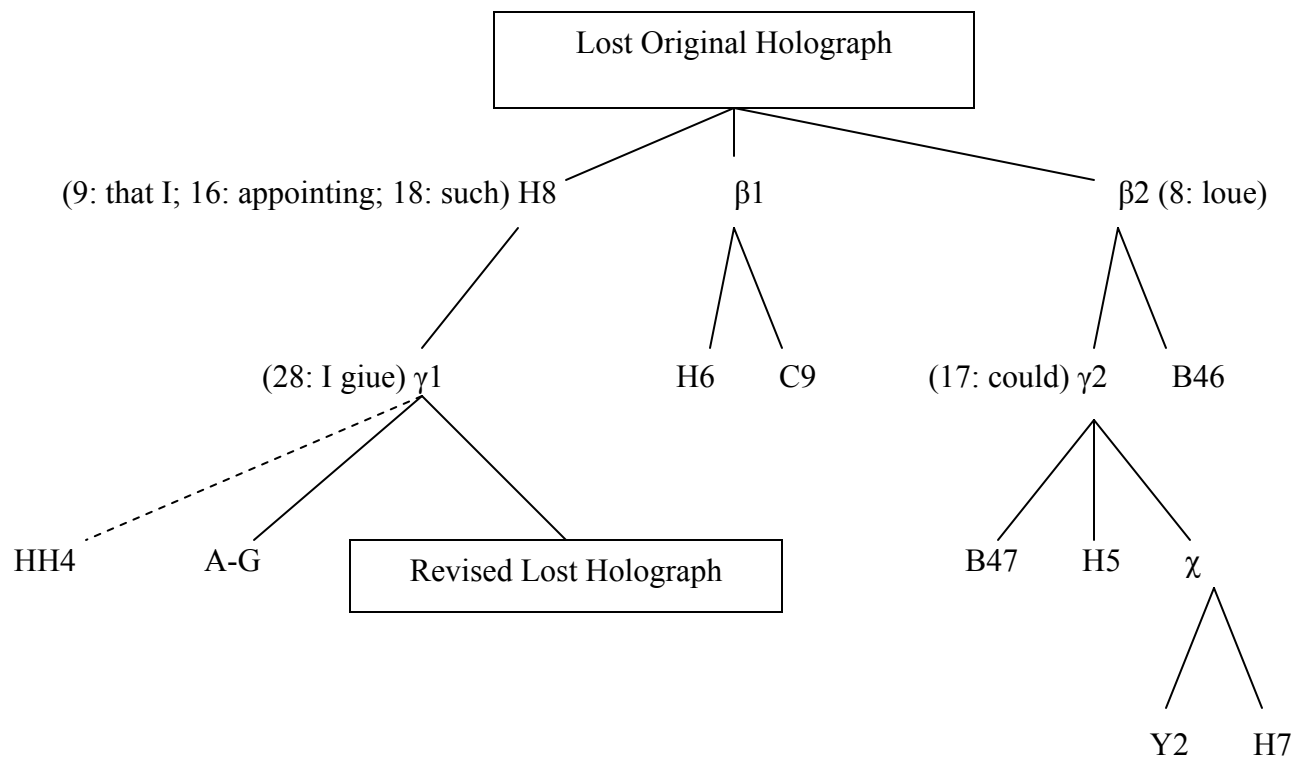 Lost Original Holograph
(9: that I; 16: appointing; 18: such) H8
β1
β2 (8: loue)
(28: I giue) γ1
H6
C9
(17: could) γ2
B46
HH4
A-G
Revised Lost Holograph
B47
H5
χ
Y2
H7